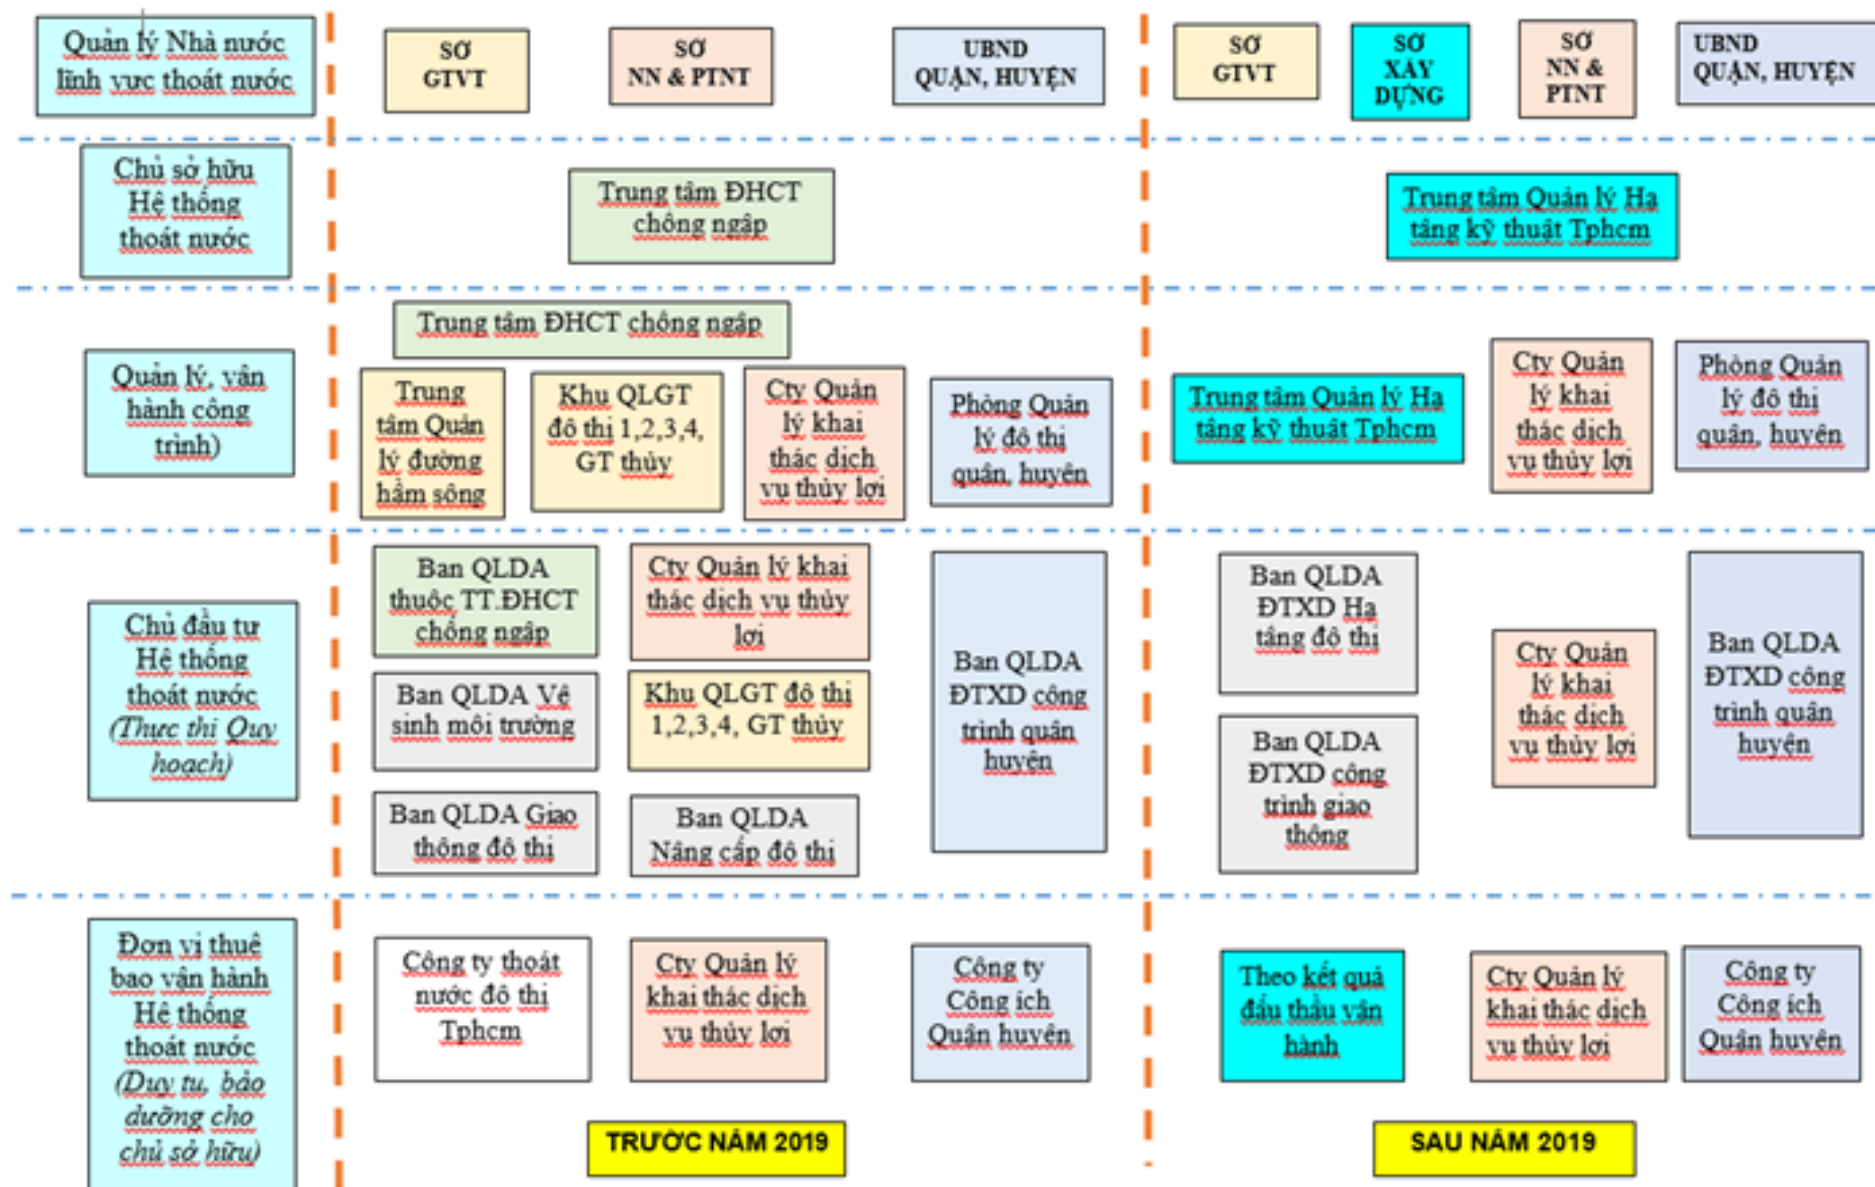 Quản lý Nhà nước
lĩnh vực thoát nước
SỞ
GTVT
SỞ
NN & PTNT
UBND
QUẬN, HUYỆN
SỞ
GTVT
SỞ
XÂY
DỰNG
SỞ
NN &
PTNT
UBND
QUẬN, HUYỆN
Chủ sở hữu
Hệ thống
thoát nước
Trung tâm ĐHCT
chống ngập
Trung tâm Quản lý Hạ
tầng kỹ thuật Tphcm
Quản lý, vân
hành công
trình)
Trung tâm ĐHCT chống ngập
Trung
tâm Quản
lý đường
hầm sông
Khu QLGT
đô thị 1,2,3,4,
GT thủy
Cty Quản
lý khai
thác dịch
vụ thủy lợi
Phòng Quản
lý đô thị
quận, huyện
Trung tâm Quản lý Hạ
tầng kỹ thuật Tphcm
Cty Quản
lý khai
thác dịch
vụ thủy lợi
Phòng Quản
lý đô thị
quận, huyện
Chủ đầu tư
Hệ thống
thoát nước
(Thực thi Quy
hoạch)
Ban QLDA
thuộc TT.ĐHCT
chống ngập
Cty Quản lý khai
thác dịch vụ thủy
lợi
Ban QLDA Vệ
sinh môi trường
Khu QLGT đô thị
1,2,3,4, GT thủy
Ban QLDA Giao
thông đô thị
Ban QLDA
Nâng cấp đô thị
Ban QLDA
ĐTXD công
trình quận
huyện
Ban QLDA
ĐTXD Hạ
tầng đô thị
Ban QLDA
ĐTXD công
trình giao
thông
Cty Quản
lý khai
thác dịch
vụ thủy lợi
Ban QLDA
ĐTXD công
trình quận
huyện
Đơn vị thuê
bao vận hành
Hệ thống
thoát nước
(Duy tu, bảo
dưỡng cho
chủ sở hữu)
Công ty thoát
nước đô thị
Tphcm
Cty Quản lý
khai thác dịch
vụ thủy lợi
Công ty
Công ích
Quận huyện
Theo kết quả
đấu thầu vận
hành
Cty Quản lý
khai thác dịch
vụ thủy lợi
Công ty
Công ích
Quận huyện
TRƯỚC NĂM 2019
SAU NĂM 2019